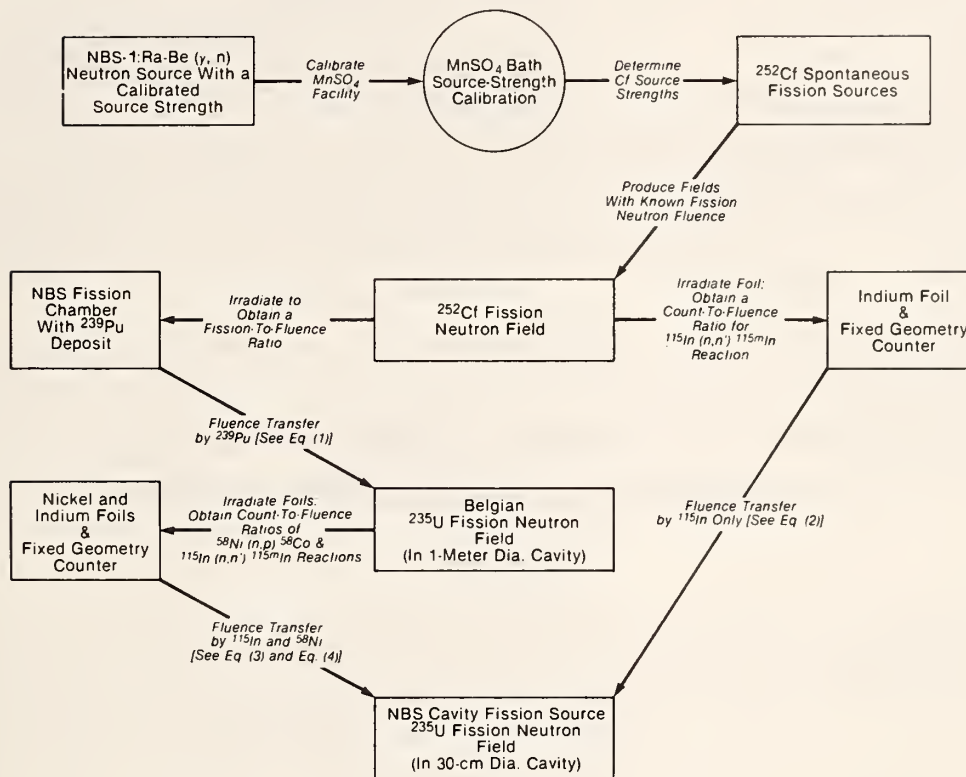 NBS-1:Ra-Be (γ, n)
Neutron Source With a
Calibrated
Source Strength
Calibrate
MnSO₄
Facility
MnSO₄ Bath
Source-Strength
Calibration
Determine
Cf Source
Strengths
²⁵²Cf Spontaneous
Fission Sources
Produce Fields
With Known Fission
Neutron Fluence
NBS Fission
Chamber
With ²³⁹Pu
Deposit
Irradiate to
Obtain a
Fission-To-Fluence
Ratio
²⁵²Cf Fission
Neutron Field
Irradiate Foil;
Obtain a
Count-To-Fluence
Ratio for
¹¹⁵In (n,n') ¹¹⁵ᵐIn
Reaction
Indium Foil
&
Fixed Geometry
Counter
Fluence Transfer
by ²³⁹Pu [See Eq. (1)]
Nickel and
Indium Foils
&
Fixed Geometry
Counter
Irradiate Foils:
Obtain Count-To-Fluence
Ratios of
⁵⁸Ni (n,p) ⁵⁸Co &
¹¹⁵In (n,n') ¹¹⁵ᵐIn Reactions
Belgian
²³⁵U Fission Neutron
Field
(In 1-Meter Dia. Cavity)
Fluence Transfer
by ¹¹⁵In Only [See Eq. (2)]
Fluence Transfer
by ¹¹⁵In and ⁵⁸Ni
[See Eq (3) and Eq. (4)]
NBS Cavity Fission Source
²³⁵U Fission Neutron
Field
(In 30-cm Dia. Cavity)